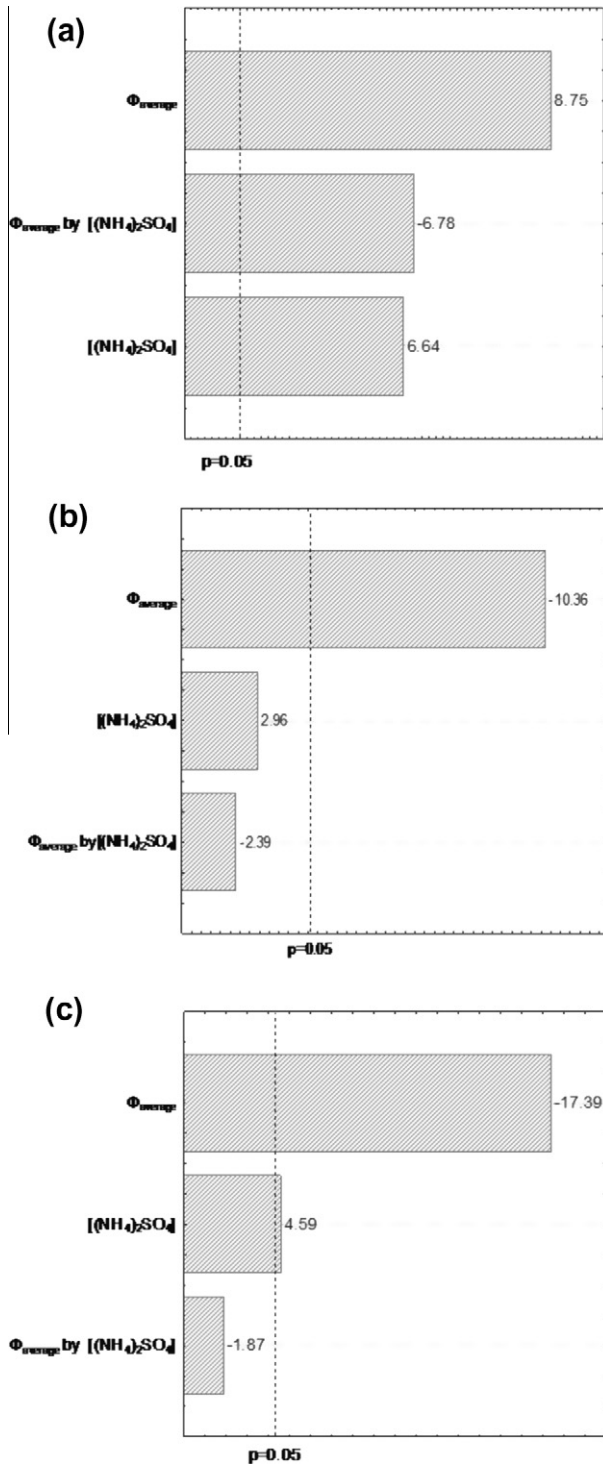 (a)
Φaverage
8.75
Φaverage by [(NH₄)₂SO₄]
-6.78
[(NH₄)₂SO₄]
6.64
p=0.05
(b)
Φaverage
-10.36
[(NH₄)₂SO₄]
2.96
Φaverage by[(NH₄)₂SO₄]
-2.39
p=0.05
(c)
Φaverage
-17.39
[(NH₄)₂SO₄]
4.59
Φaverage by [(NH₄)₂SO₄]
-1.87
p=0.05